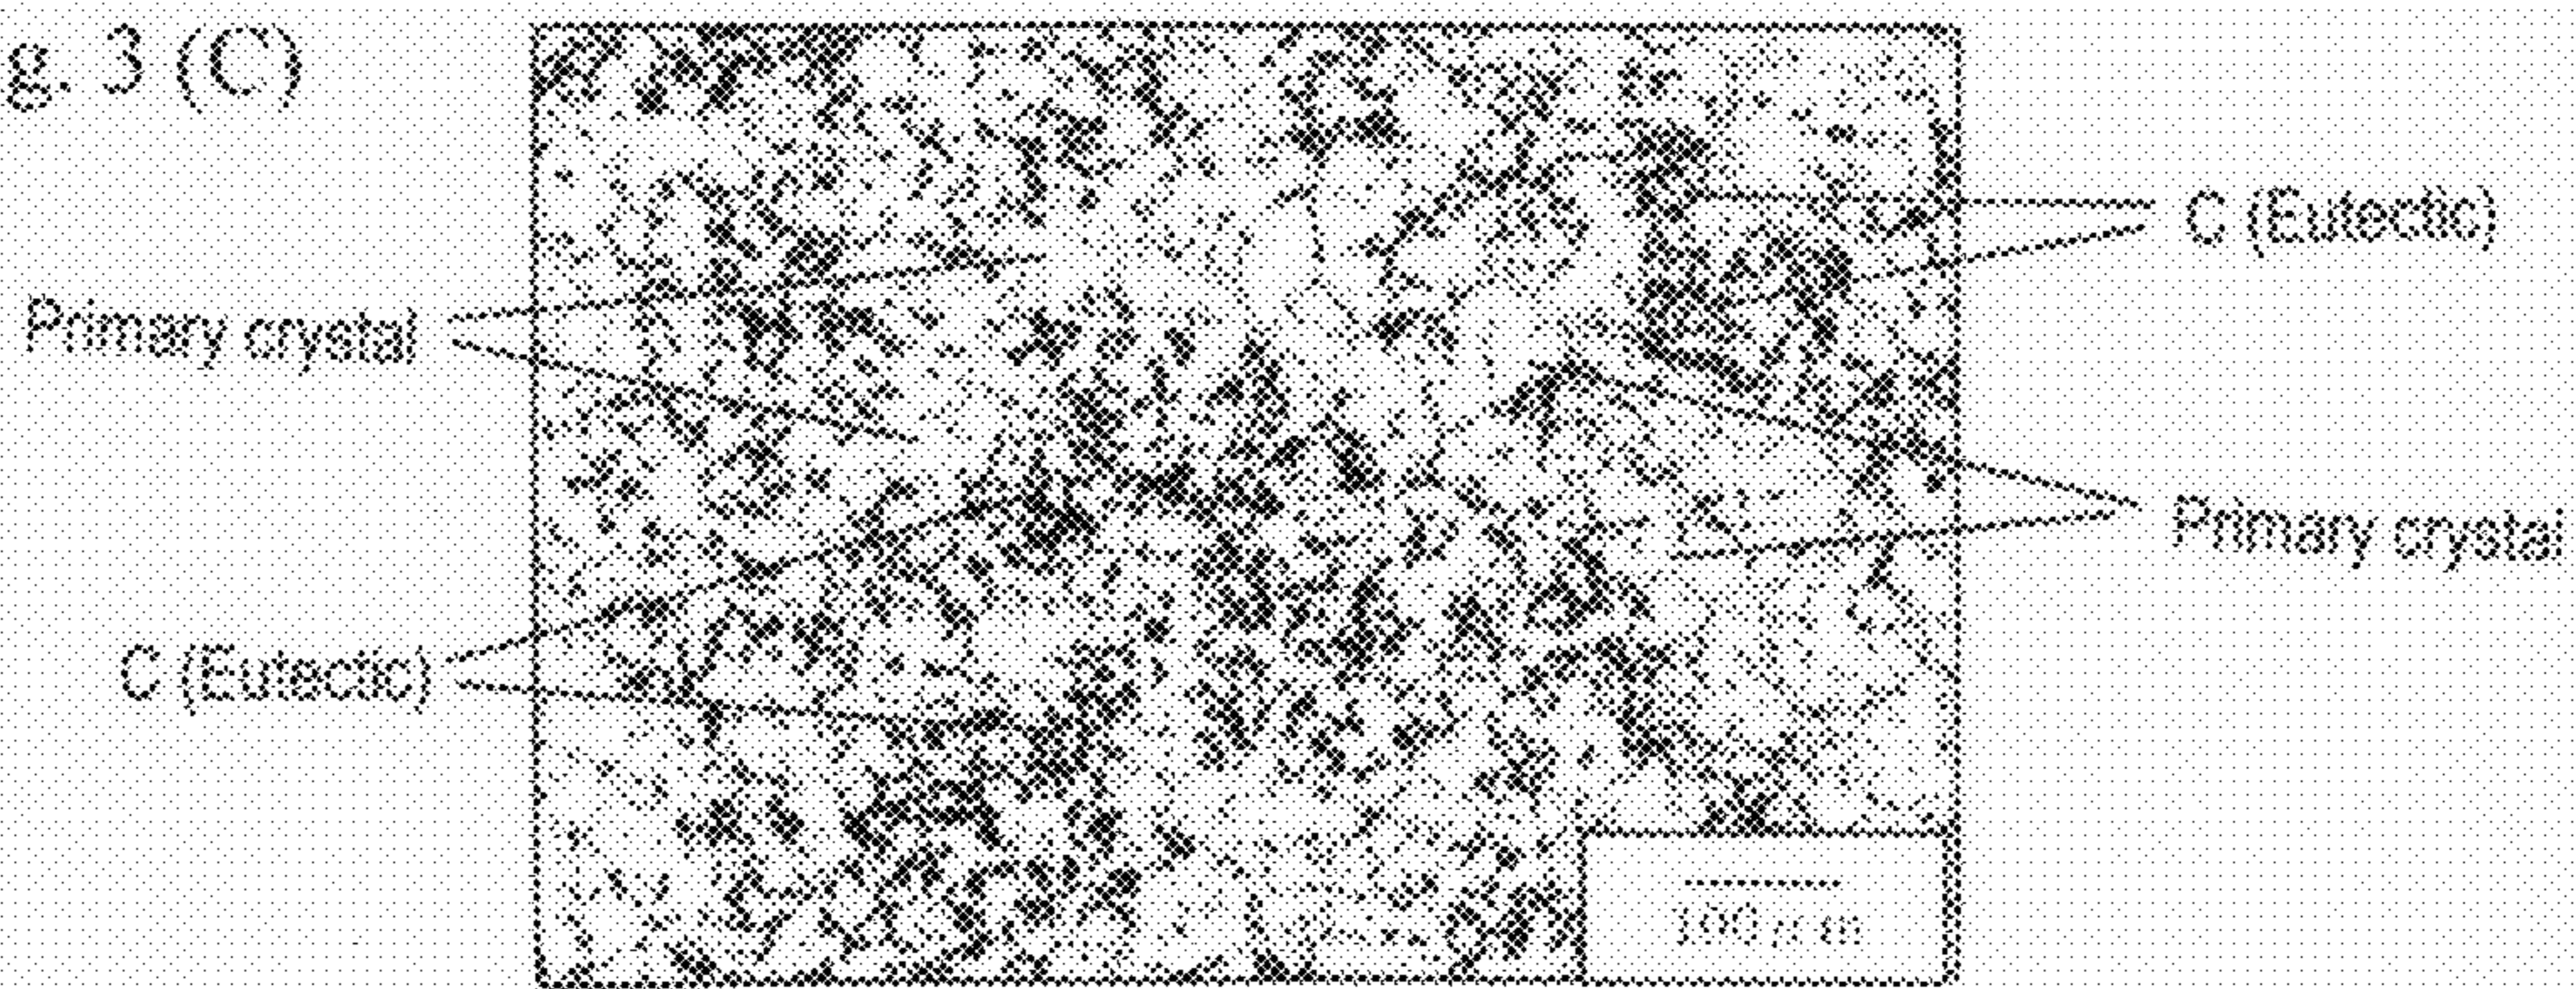 g. 3 (C)
C (Eutectic)
Primary crystal
Primary crystal
C (Eutectic)
100 μm